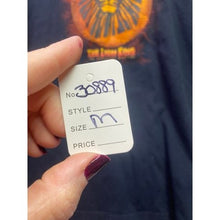 THE LION KING
No. 30889
STYLE
SIZE M
PRICE